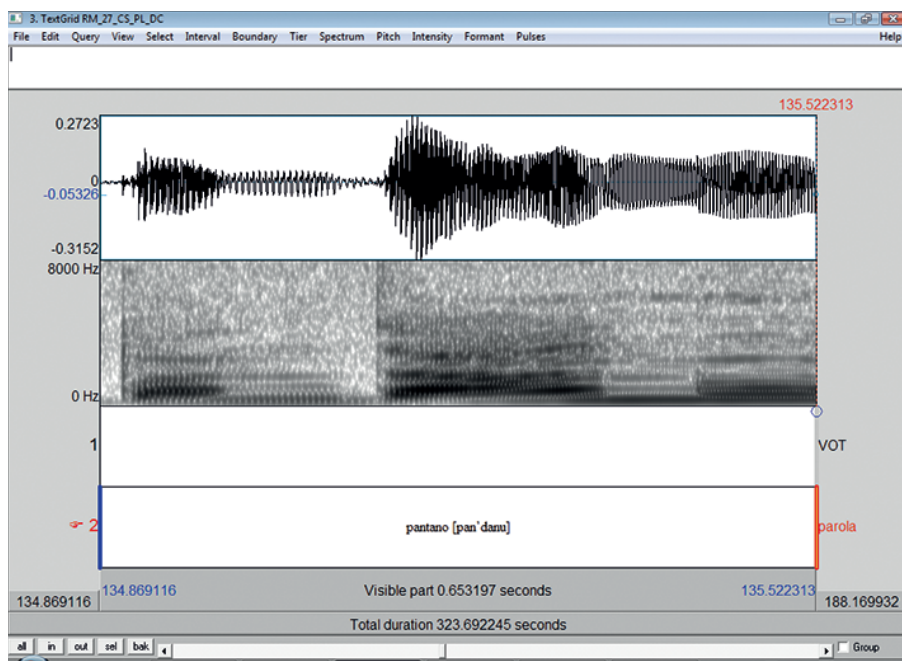 3. TextGrid RM_27_CS_PL_DC
File Edit Query View Select Interval Boundary Tier Spectrum Pitch Intensity Formant Pulses Help
135.522313
0.2723
0
-0.05326
-0.3152
8000 Hz
0 Hz
1 VOT
2 pantano [pan'danu] parola
134.869116 Visible part 0.653197 seconds 135.522313
134.869116 188.169932
Total duration 323.692245 seconds
all in out sel bak Group